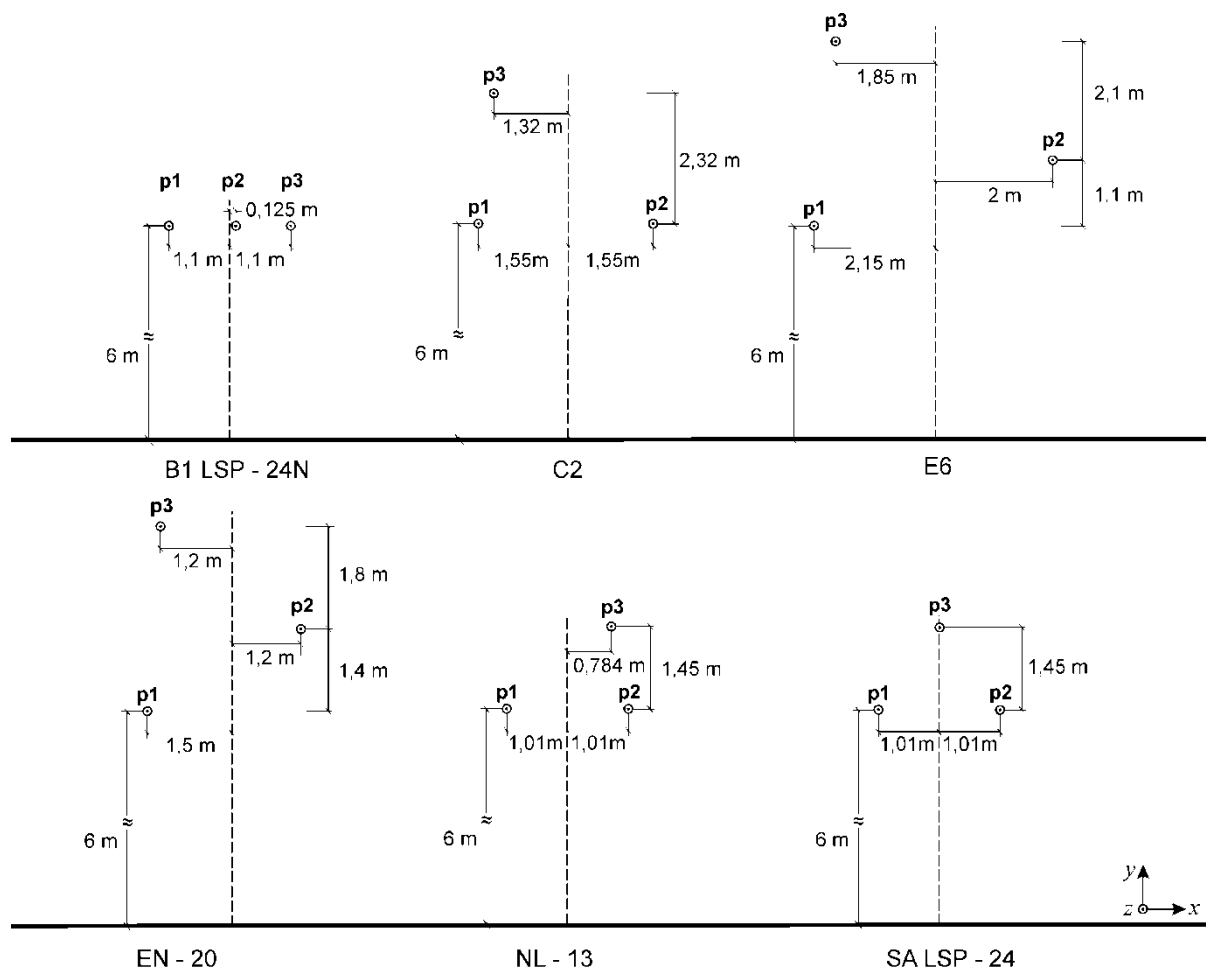 p3
1,85 m
2,1 m
p2
2 m
1,1 m
p1
2,15 m
6 m
E6
p3
1,32 m
2,32 m
p1
p2
1,55m
1,55m
6 m
C2
p1
p2
p3
0,125 m
1,1 m
1,1 m
6 m
B1 LSP - 24N
p3
1,2 m
1,8 m
p2
1,2 m
1,4 m
p1
1,5 m
6 m
EN - 20
p3
0,784 m
1,45 m
p1
p2
1,01m
1,01m
6 m
NL - 13
p3
1,45 m
p1
p2
1,01m
1,01m
6 m
SA LSP - 24
y
z
x